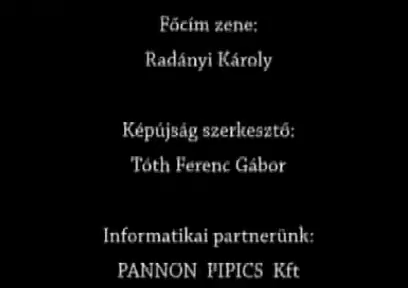 Főcím zene:
Radányi Károly
Képújság szerkesztő:
Tóth Ferenc Gábor
Informatikai partnerünk:
PANNON PIPICS Kft